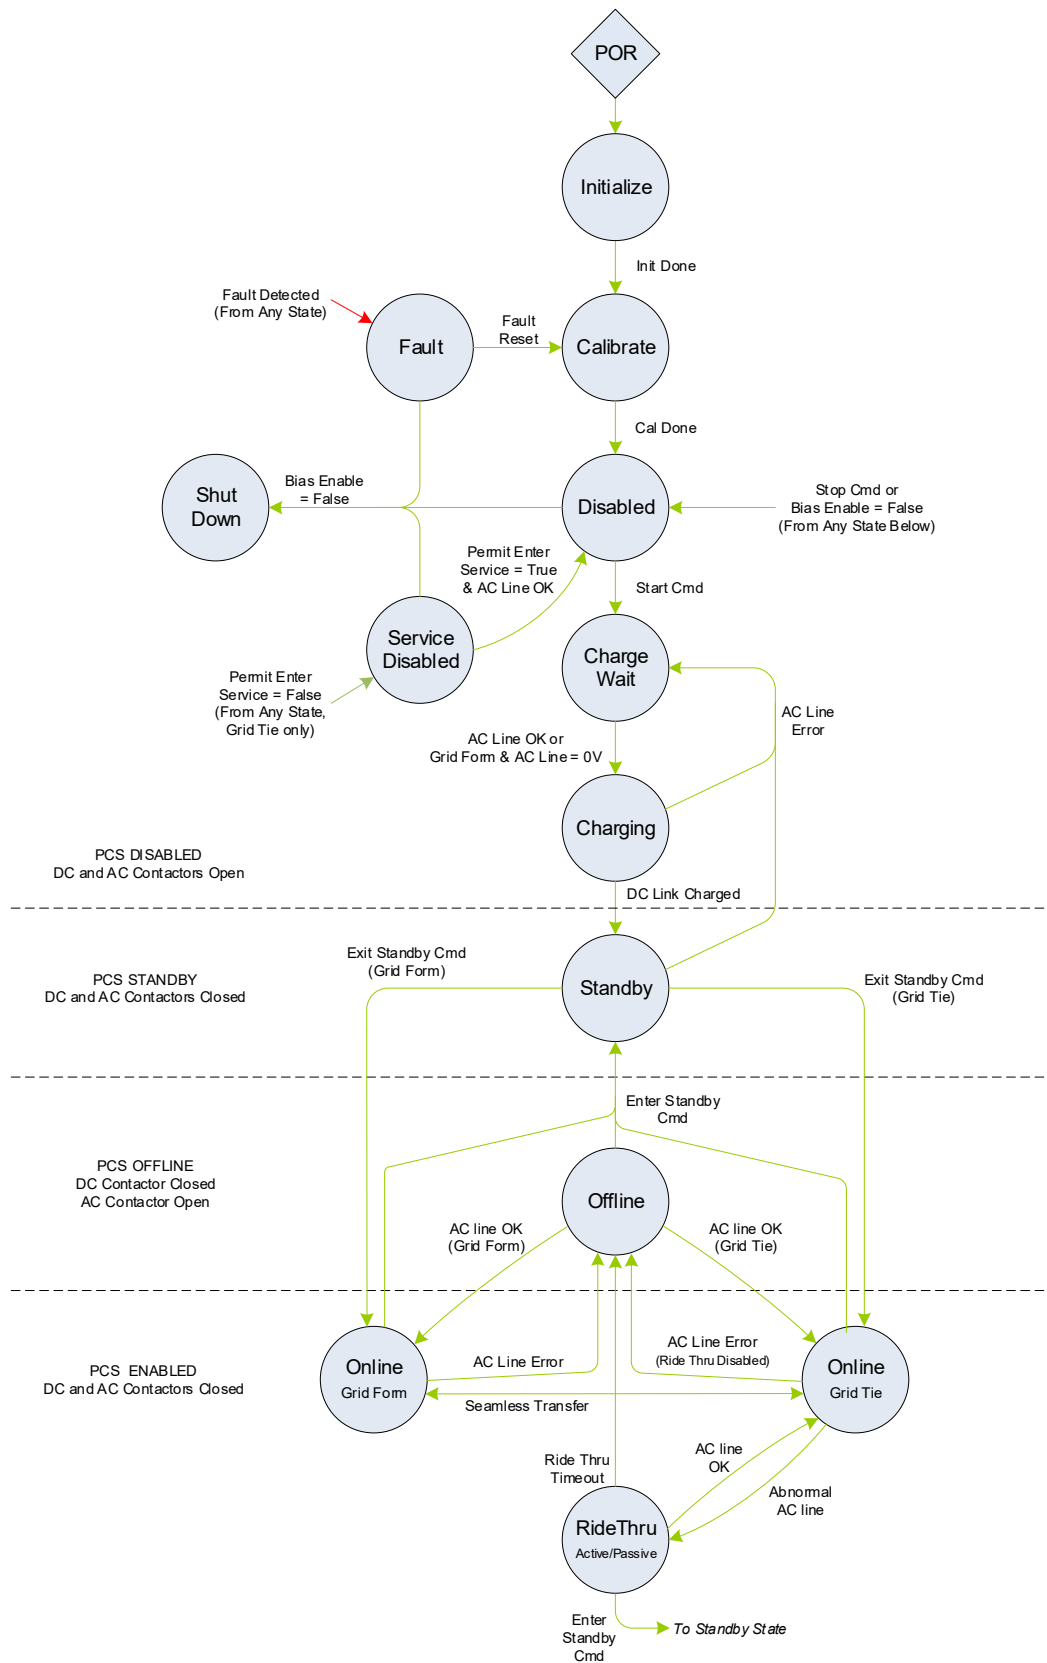 POR
Initialize
Init Done
Fault Detected
(From Any State)
Fault
Fault
Reset
Calibrate
Cal Done
Shut
Down
Bias Enable
= False
Disabled
Stop Cmd or
Bias Enable = False
(From Any State Below)
Permit Enter
Service = True
& AC Line OK
Start Cmd
Service
Disabled
Charge
Wait
Permit Enter
Service = False
(From Any State,
Grid Tie only)
AC Line
Error
AC Line OK or
Grid Form & AC Line = 0V
Charging
PCS DISABLED
DC and AC Contactors Open
DC Link Charged
Exit Standby Cmd
(Grid Form)
PCS STANDBY
DC and AC Contactors Closed
Standby
Exit Standby Cmd
(Grid Tie)
Enter Standby
Cmd
PCS OFFLINE
DC Contactor Closed
AC Contactor Open
Offline
AC line OK
(Grid Form)
AC line OK
(Grid Tie)
PCS ENABLED
DC and AC Contactors Closed
Online
Grid Form
AC Line Error
AC Line Error
(Ride Thru Disabled)
Online
Grid Tie
Seamless Transfer
Ride Thru
Timeout
AC line
OK
Abnormal
AC line
RideThru
Active/Passive
Enter
Standby
Cmd
To Standby State